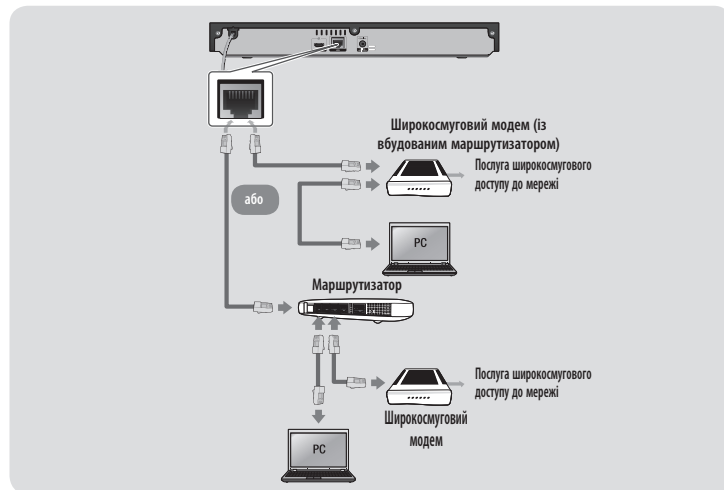 Широкосмуговий модем (із
вбудованим маршрутизатором)
Послуга широкосмугового
доступу до мережі
або
PC
Маршрутизатор
Послуга широкосмугового
доступу до мережі
Широкосмуговий
модем
PC